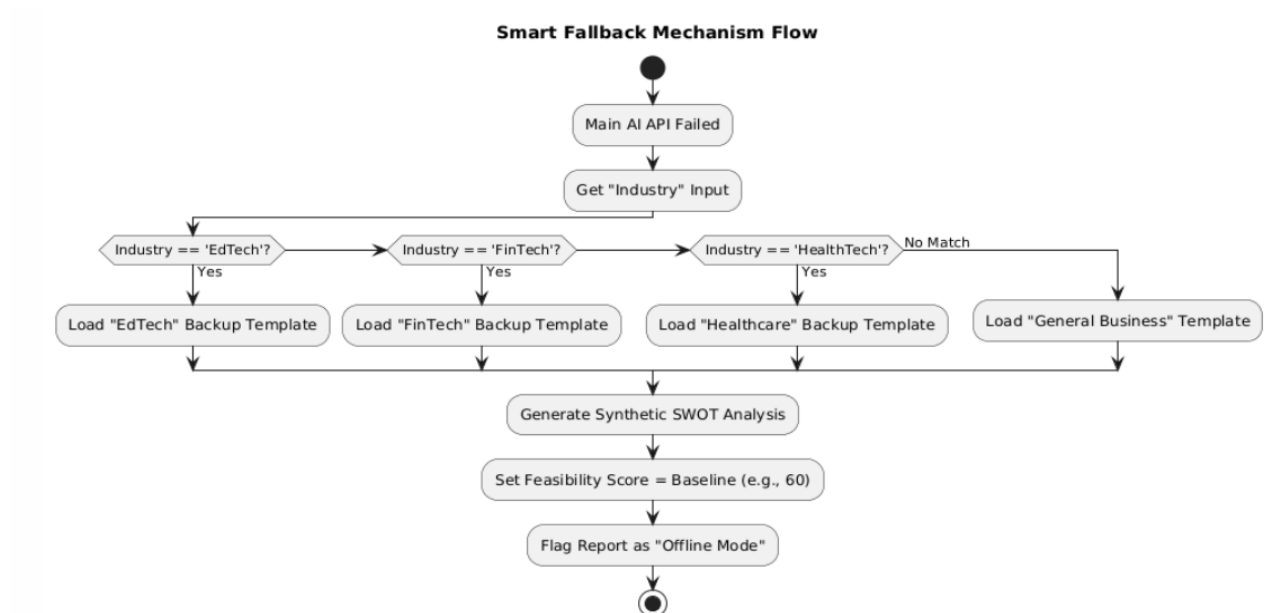 Smart Fallback Mechanism Flow
Main AI API Failed
Get "Industry" Input
Industry == 'EdTech'?
Industry == 'FinTech'?
Industry == 'HealthTech'?
No Match
Yes
Yes
Yes
Load "EdTech" Backup Template
Load "FinTech" Backup Template
Load "Healthcare" Backup Template
Load "General Business" Template
Generate Synthetic SWOT Analysis
Set Feasibility Score = Baseline (e.g., 60)
Flag Report as "Offline Mode"